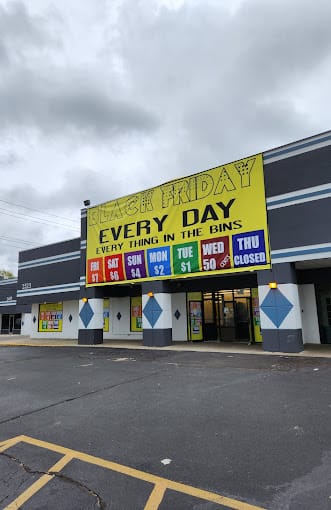 BLACK FRIDAY
EVERY DAY
EVERY THING IN THE BINS
FRI SAT SUN MON TUE WED THU
$7 $6 $4 $2 $1 50¢ CLOSED